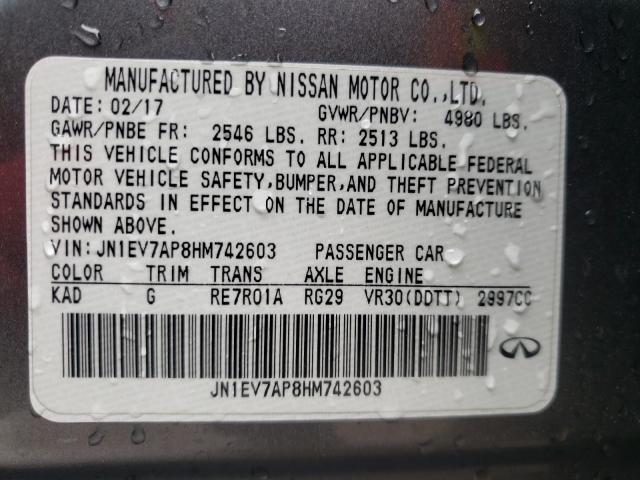 MANUFACTURED BY NISSAN MOTOR CO.,LTD.
DATE: 02/17 GVWR/PNBV: 4980 LBS.
GAWR/PNBE FR: 2546 LBS. RR: 2513 LBS.
THIS VEHICLE CONFORMS TO ALL APPLICABLE FEDERAL
MOTOR VEHICLE SAFETY,BUMPER,AND THEFT PREVENTION
STANDARDS IN EFFECT ON THE DATE OF MANUFACTURE
SHOWN ABOVE.
VIN:JN1EV7AP8HM742603 PASSENGER CAR
COLOR TRIM TRANS AXLE ENGINE
KAD G RE7R01A RG29 VR30(DDTT) 2997CC
JN1EV7AP8HM742603